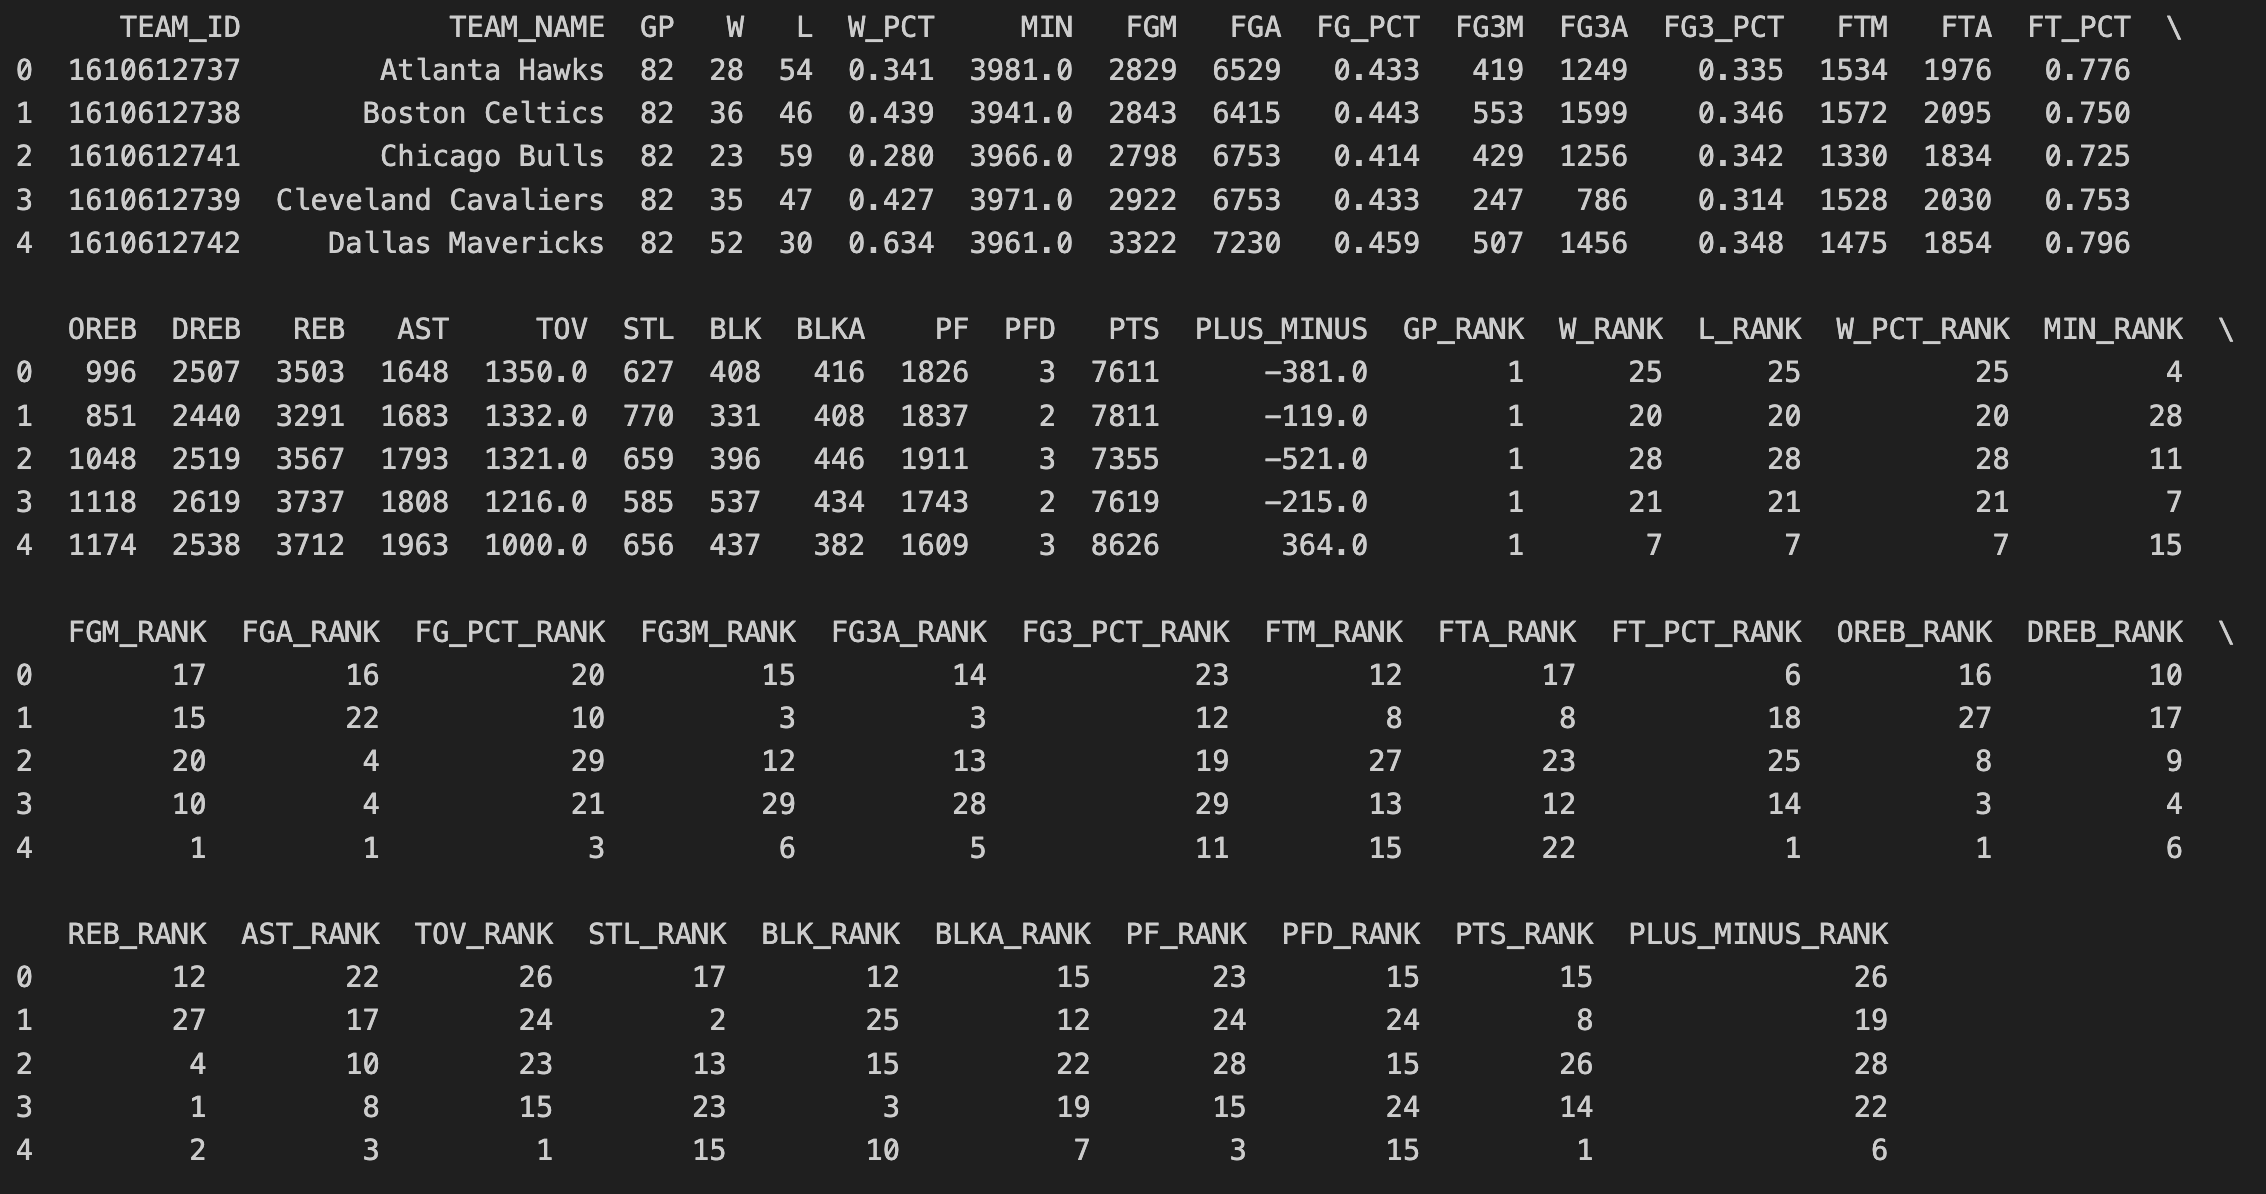 TEAM_ID TEAM_NAME GP W L W_PCT MIN FGM FGA FG_PCT FG3M FG3A FG3_PCT FTM FTA FT_PCT \
0 1610612737 Atlanta Hawks 82 28 54 0.341 3981.0 2829 6529 0.433 419 1249 0.335 1534 1976 0.776
1 1610612738 Boston Celtics 82 36 46 0.439 3941.0 2843 6415 0.443 553 1599 0.346 1572 2095 0.750
2 1610612741 Chicago Bulls 82 23 59 0.280 3966.0 2798 6753 0.414 429 1256 0.342 1330 1834 0.725
3 1610612739 Cleveland Cavaliers 82 35 47 0.427 3971.0 2922 6753 0.433 247 786 0.314 1528 2030 0.753
4 1610612742 Dallas Mavericks 82 52 30 0.634 3961.0 3322 7230 0.459 507 1456 0.348 1475 1854 0.796
OREB DREB REB AST TOV STL BLK BLKA PF PFD PTS PLUS_MINUS GP_RANK W_RANK L_RANK W_PCT_RANK MIN_RANK \
0 996 2507 3503 1648 1350.0 627 408 416 1826 3 7611 -381.0 1 25 25 25 4
1 851 2440 3291 1683 1332.0 770 331 408 1837 2 7811 -119.0 1 20 20 20 28
2 1048 2519 3567 1793 1321.0 659 396 446 1911 3 7355 -521.0 1 28 28 28 11
3 1118 2619 3737 1808 1216.0 585 537 434 1743 2 7619 -215.0 1 21 21 21 7
4 1174 2538 3712 1963 1000.0 656 437 382 1609 3 8626 364.0 1 7 7 7 15
FGM_RANK FGA_RANK FG_PCT_RANK FG3M_RANK FG3A_RANK FG3_PCT_RANK FTM_RANK FTA_RANK FT_PCT_RANK OREB_RANK DREB_RANK \
0 17 16 20 15 14 23 12 17 6 16 10
1 15 22 10 3 3 12 8 8 18 27 17
2 20 4 29 12 13 19 27 23 25 8 9
3 10 4 21 29 28 29 13 12 14 3 4
4 1 1 3 6 5 11 15 22 1 1 6
REB_RANK AST_RANK TOV_RANK STL_RANK BLK_RANK BLKA_RANK PF_RANK PFD_RANK PTS_RANK PLUS_MINUS_RANK
0 12 22 26 17 12 15 23 15 15 26
1 27 17 24 2 25 12 24 24 8 19
2 4 10 23 13 15 22 28 15 26 28
3 1 8 15 23 3 19 15 24 14 22
4 2 3 1 15 10 7 3 15 1 6